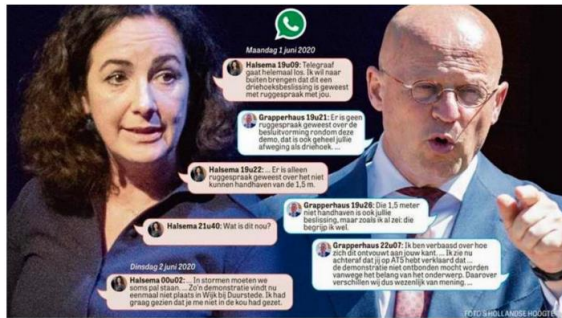 Maandag 1 juni 2020
Halsema 19u09: Telegraaf
gaat helemaal los. Ik wil naar
buiten brengen dat dit een
driehoeksbeslissing is geweest
met ruggespraak met jou.
Grapperhaus 19u21: Er is geen
ruggespraak geweest over de
besluitvorming rondom deze
demo, dat is ook geheel jullie
afweging als driehoek. ...
Halsema 19u22: ... Er is alleen
ruggespraak geweest over het niet
kunnen handhaven van de 1,5 m.
Grapperhaus 19u26: Die 1,5 meter
niet handhaven is ook jullie
beslissing, maar zoals ik al zei: die
begrijp ik wel.
Halsema 21u40: Wat is dit nou?
Grapperhaus 22u07: Ik ben verbaasd over hoe
zich dit ontvouwt aan jouw kant. ... Ik zie nu
achteraf dat jij op AT5 hebt verklaard dat ...
de demonstratie niet ontbonden mocht worden
vanwege het belang van het onderwerp. Daarover
verschillen wij dus wezenlijk van mening. ...
Dinsdag 2 juni 2020
Halsema 00u02: ... In stormen moeten we
soms pal staan. ... Zo'n demonstratie vindt nu
eenmaal niet plaats in Wijk bij Duurstede. Ik had
graag gezien dat je me niet in de kou had gezet.
FOTO'S HOLLANDSE HOOGTE